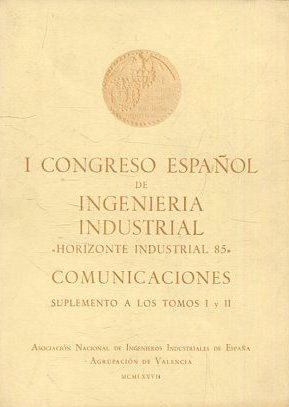 I CONGRESO ESPAÑOL
DE
INGENIERIA
INDUSTRIAL
«HORIZONTE INDUSTRIAL 85»
COMUNICACIONES
SUPLEMENTO A LOS TOMOS I y II
ASOCIACIÓN NACIONAL DE INGENIEROS INDUSTRIALES DE ESPAÑA
AGRUPACIÓN DE VALENCIA
MCMLXXVII